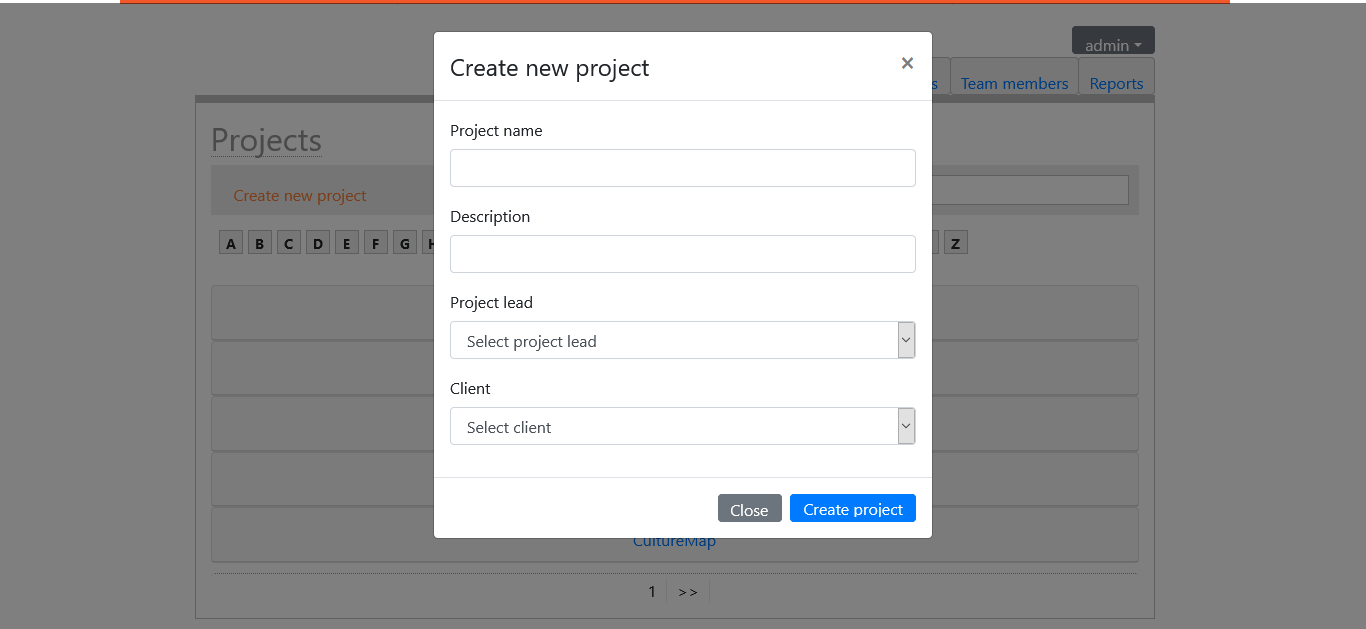 admin
Create new project
×
s
Team members
Reports
Project name
Projects
Create new project
Description
A B C D E F G H
Z
Project lead
Select project lead
Client
Select client
Close
Create project
CultureMap
1
>>